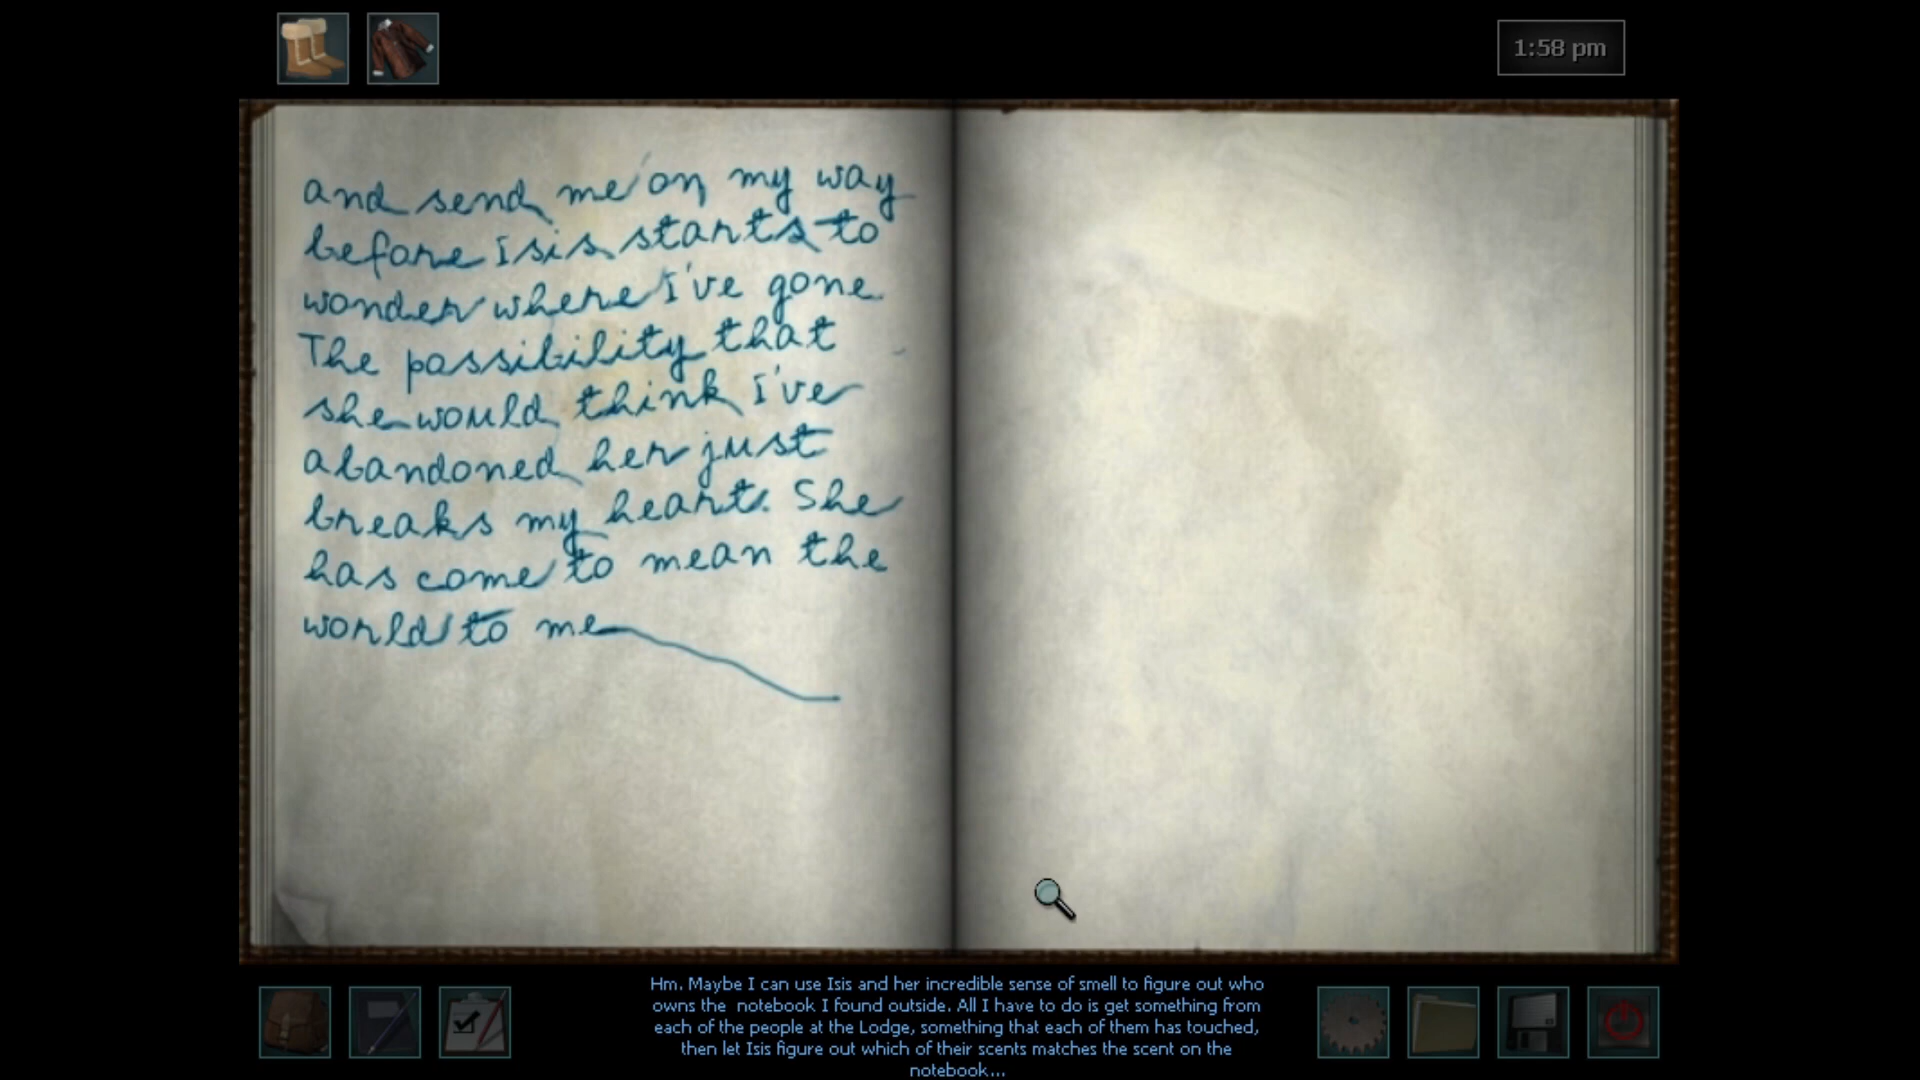 1:58 pm
and send me on my way
before Isis starts to
wonder where I've gone.
The possibility that
she would think I've
abandoned her just
breaks my heart. She
has come to mean the
world to me
Hm. Maybe I can use Isis and her incredible sense of smell to figure out who
owns the notebook I found outside. All I have to do is get something from
each of the people at the Lodge, something that each of them has touched,
then let Isis figure out which of their scents matches the scent on the
notebook...